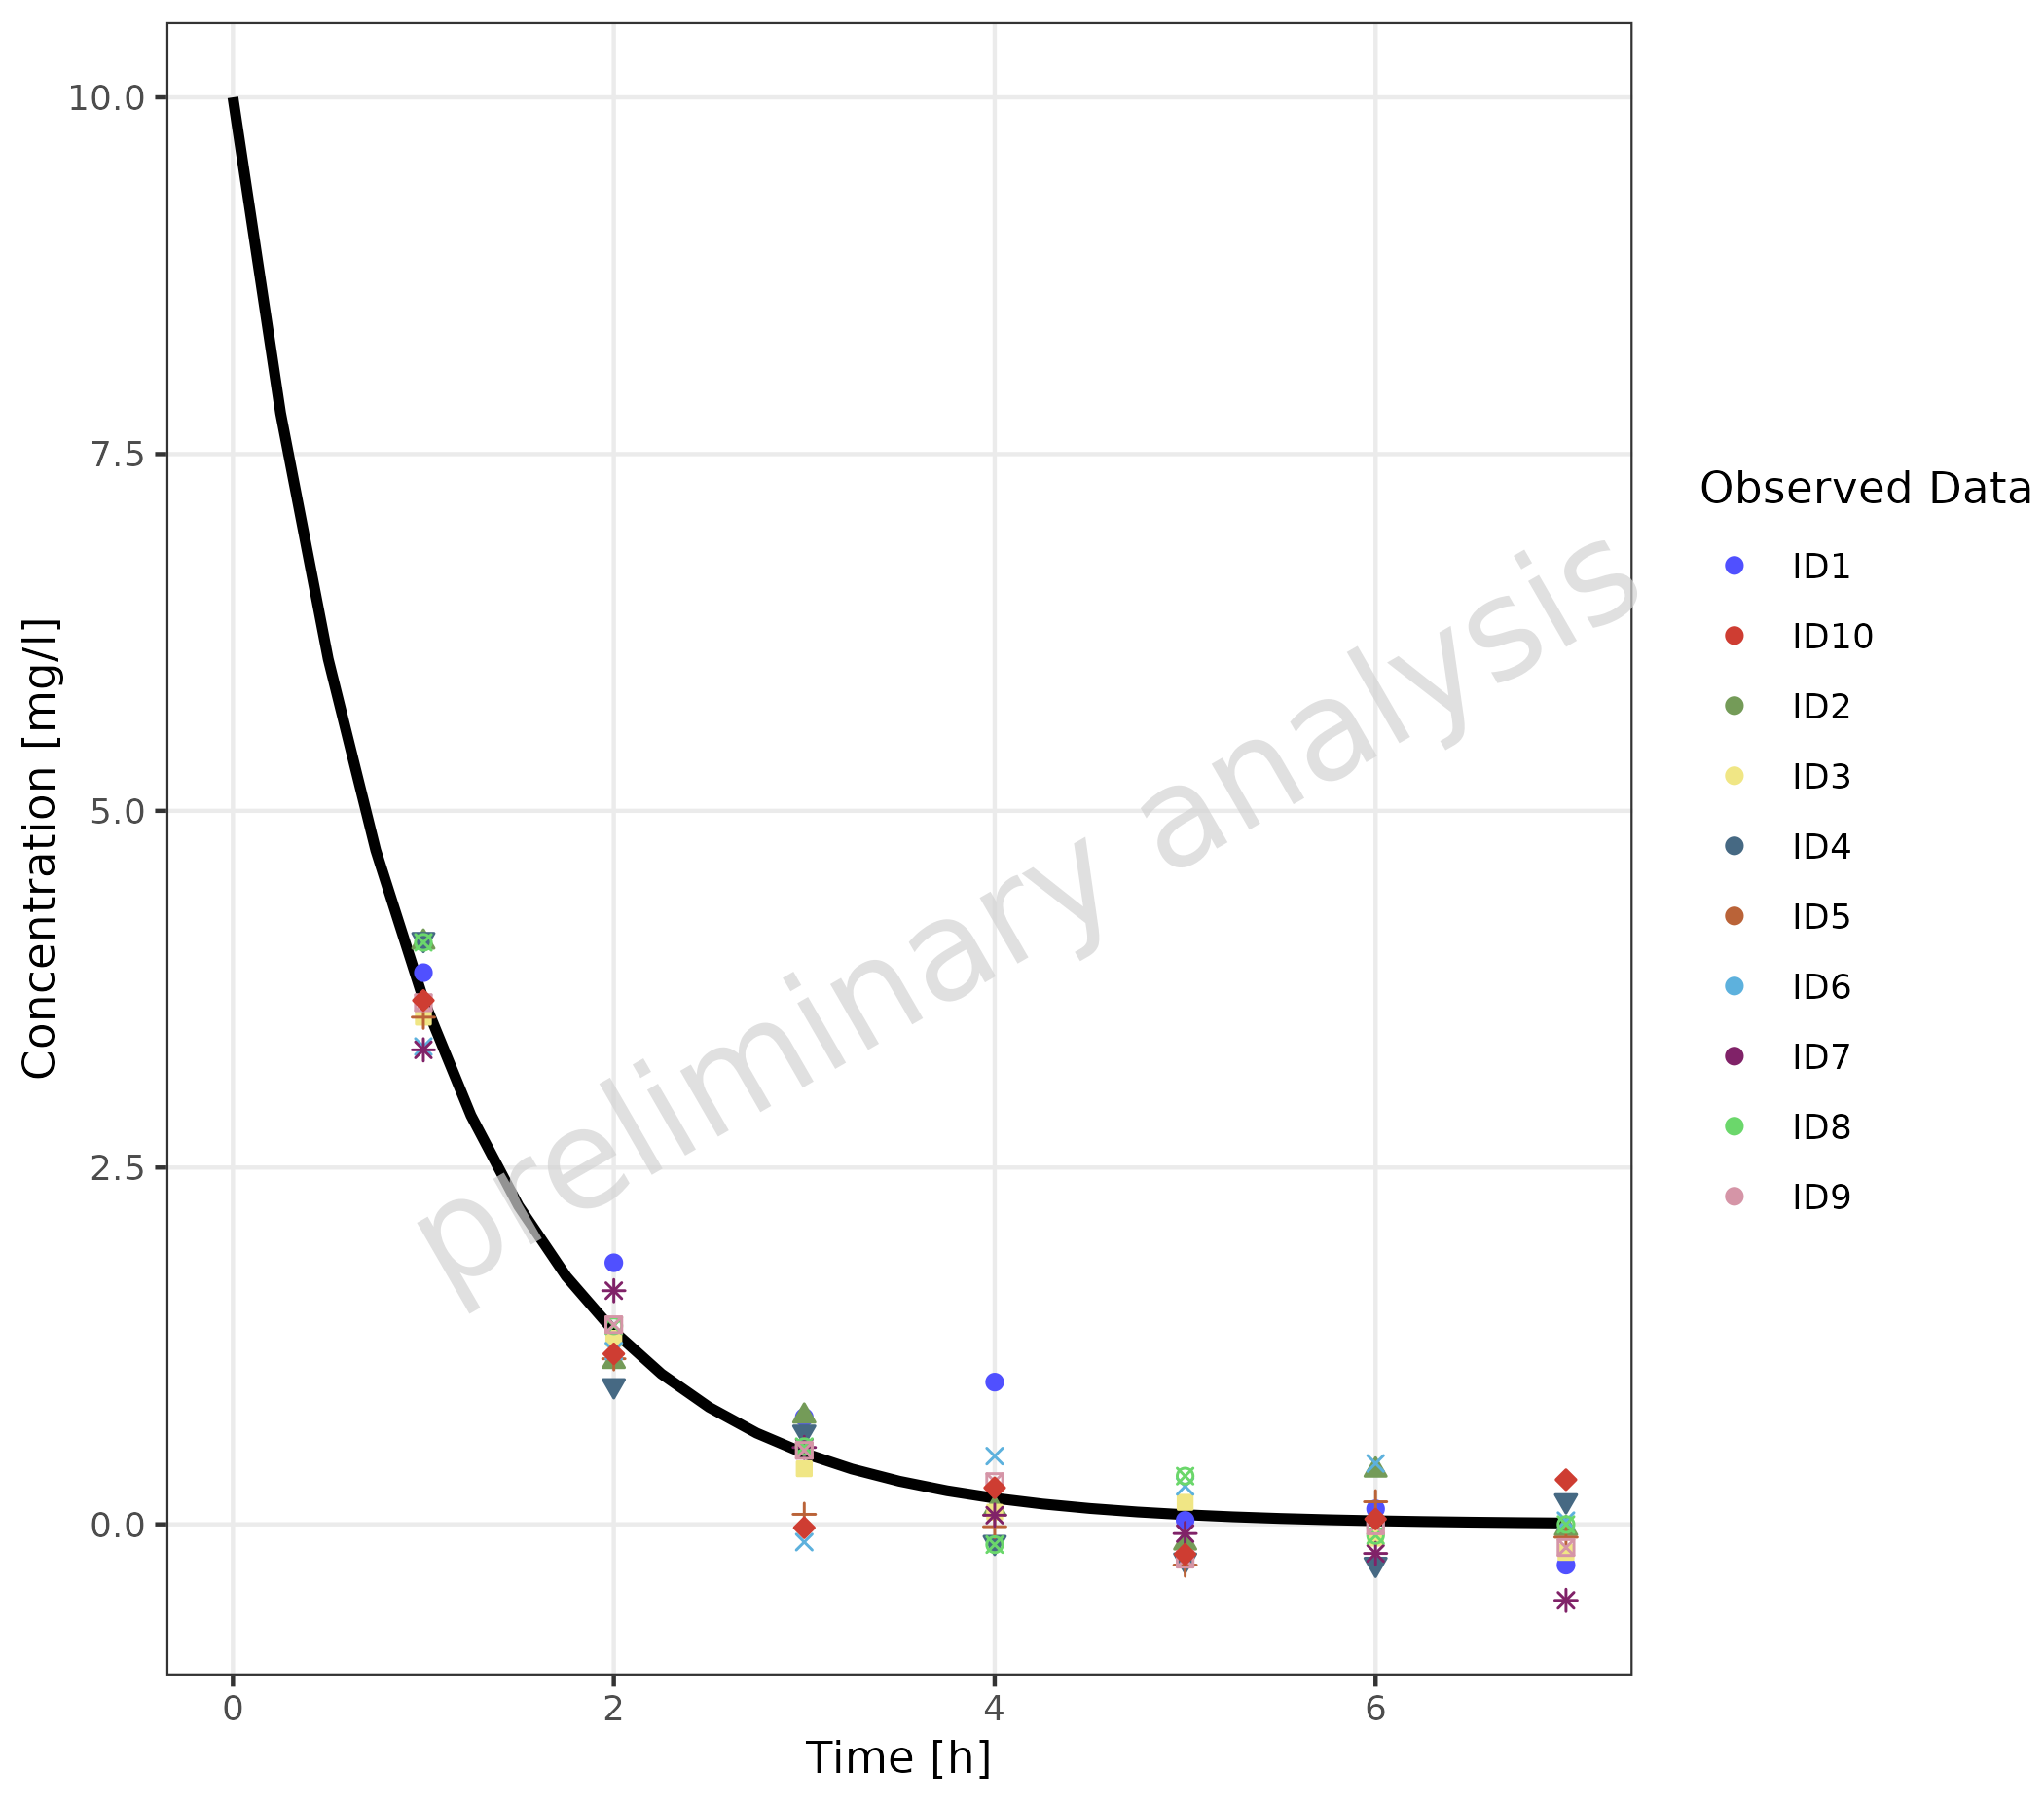 10.0
7.5
5.0
2.5
0.0
0
2
4
6
Time [h]
Concentration [mg/l]
preliminary analysis
Observed Data
ID1
ID10
ID2
ID3
ID4
ID5
ID6
ID7
ID8
ID9